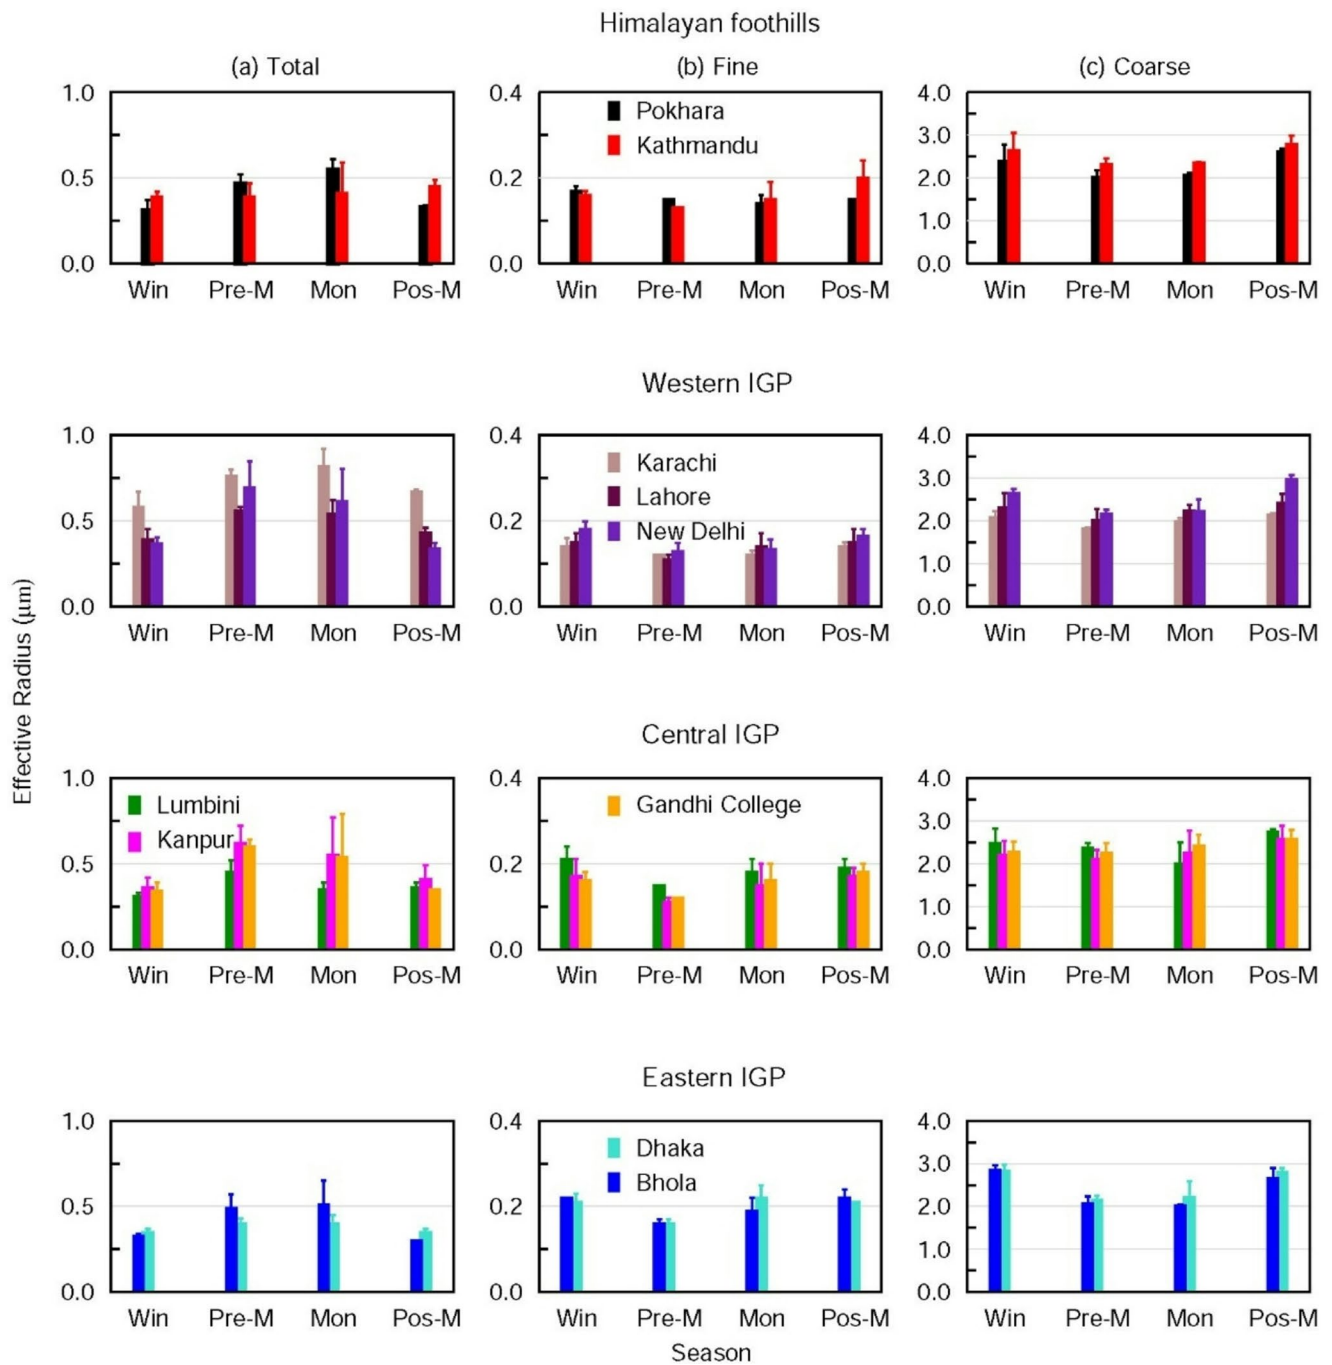 Himalayan foothills
(a) Total (b) Fine (c) Coarse
1.0 0.4 4.0
Pokhara
Kathmandu
3.0
0.5 0.2 2.0
1.0
0.0 0.0 0.0
Win Pre-M Mon Pos-M Win Pre-M Mon Pos-M Win Pre-M Mon Pos-M
Western IGP
1.0 0.4 4.0
Karachi
3.0
Lahore
0.5 0.2 2.0
New Delhi
1.0
0.0 0.0 0.0
Win Pre-M Mon Pos-M Win Pre-M Mon Pos-M Win Pre-M Mon Pos-M
Effective Radius (µm)
Central IGP
1.0 0.4 4.0
Lumbini Gandhi College
Kanpur
3.0
0.5 0.2 2.0
1.0
0.0 0.0 0.0
Win Pre-M Mon Pos-M Win Pre-M Mon Pos-M Win Pre-M Mon Pos-M
Eastern IGP
1.0 0.4 4.0
Dhaka
3.0
Bhola
0.5 0.2 2.0
1.0
0.0 0.0 0.0
Win Pre-M Mon Pos-M Win Pre-M Mon Pos-M Win Pre-M Mon Pos-M
Season